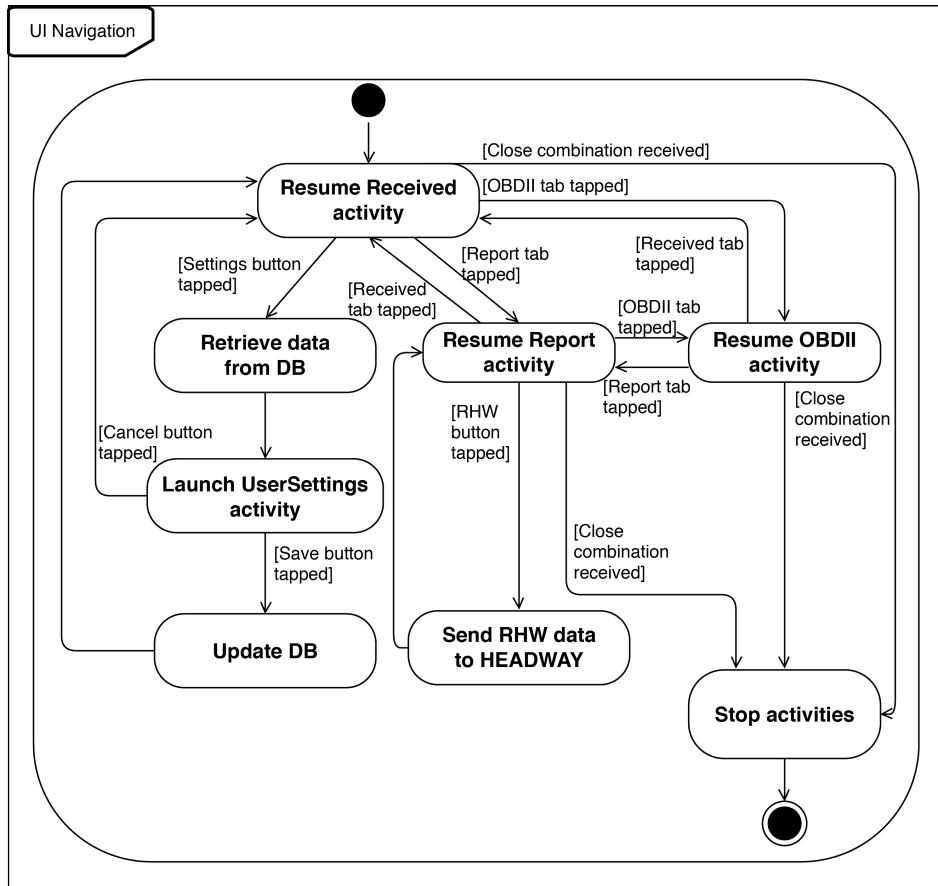 UI Navigation
[Close combination received]
Resume Received
activity
[OBDII tab tapped]
[Settings button
tapped]
[Received
tab tapped]
[Report tab
tapped]
[Received tab
tapped]
[OBDII tab
tapped]
Retrieve data
from DB
Resume Report
activity
Resume OBDII
activity
[Report tab
tapped]
[Close
combination
received]
[RHW
button
tapped]
[Cancel button
tapped]
Launch UserSettings
activity
[Save button
tapped]
[Close
combination
received]
Update DB
Send RHW data
to HEADWAY
Stop activities